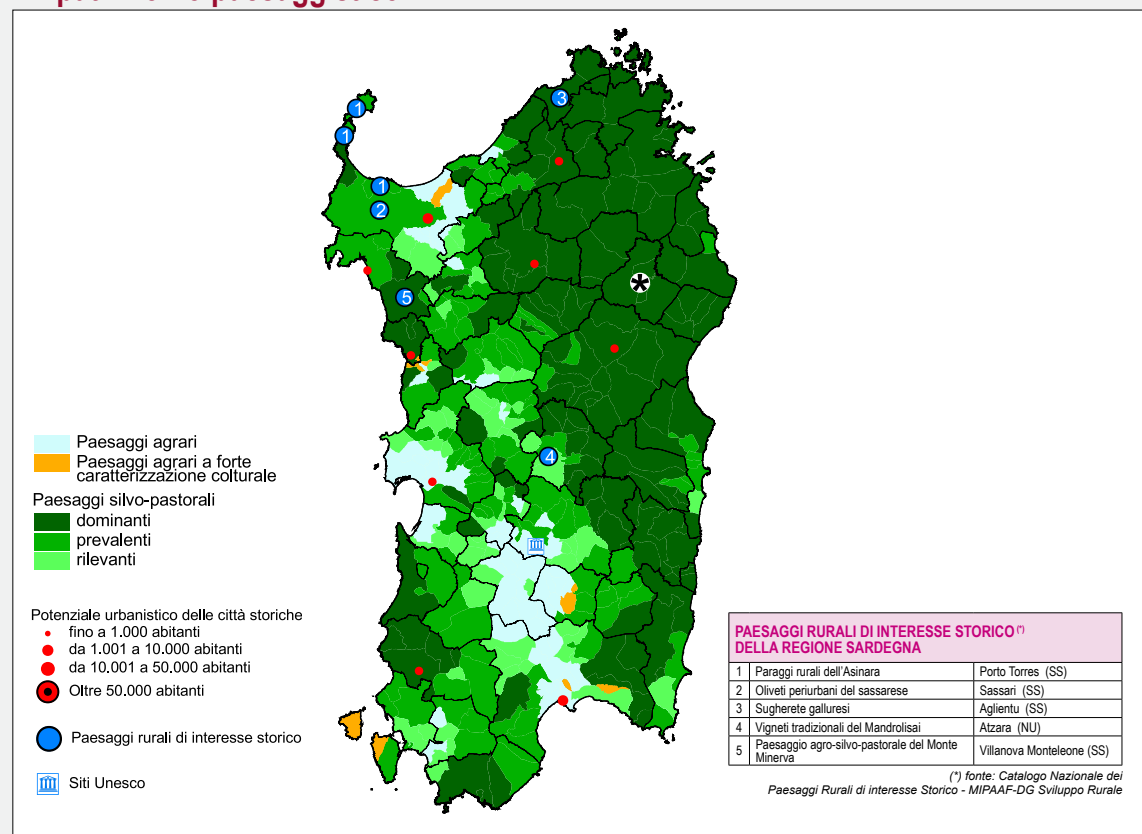 1
1
3
1
2
5
4
Paesaggi agrari
Paesaggi agrari a forte
caratterizzazione colturale
Paesaggi silvo-pastorali
dominanti
prevalenti
rilevanti
Potenziale urbanistico delle città storiche
fino a 1.000 abitanti
da 1.001 a 10.000 abitanti
da 10.001 a 50.000 abitanti
Oltre 50.000 abitanti
Paesaggi rurali di interesse storico
Siti Unesco
PAESAGGI RURALI DI INTERESSE STORICO (*)
DELLA REGIONE SARDEGNA
1 Paraggi rurali dell'Asinara Porto Torres (SS)
2 Oliveti periurbani del sassarese Sassari (SS)
3 Sugherete galluresi Aglientu (SS)
4 Vigneti tradizionali del Mandrolisai Atzara (NU)
5 Paesaggio agro-silvo-pastorale del Monte
Minerva Villanova Monteleone (SS)
(*) fonte: Catalogo Nazionale dei
Paesaggi Rurali di interesse Storico - MIPAAF-DG Sviluppo Rurale